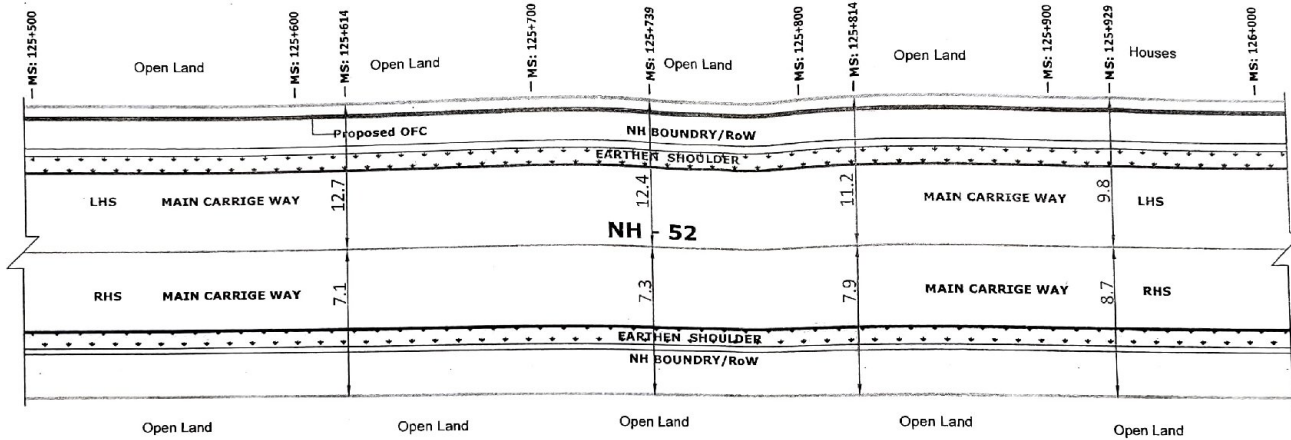 MS: 125+500
MS: 125+600
MS: 125+614
MS: 125+700
MS: 125+739
MS: 125+800
MS: 125+814
MS: 125+900
MS: 125+929
MS: 126+000
Open Land
Open Land
Open Land
Open Land
Houses
Proposed OFC
NH BOUNDRY/RoW
EARTHEN SHOULDER
LHS MAIN CARRIGE WAY 12.7 12.4 11.2 MAIN CARRIGE WAY 9.8 LHS
NH - 52
RHS MAIN CARRIGE WAY 7.1 7.3 7.9 MAIN CARRIGE WAY 8.7 RHS
EARTHEN SHOULDER
NH BOUNDRY/RoW
Open Land
Open Land
Open Land
Open Land
Open Land